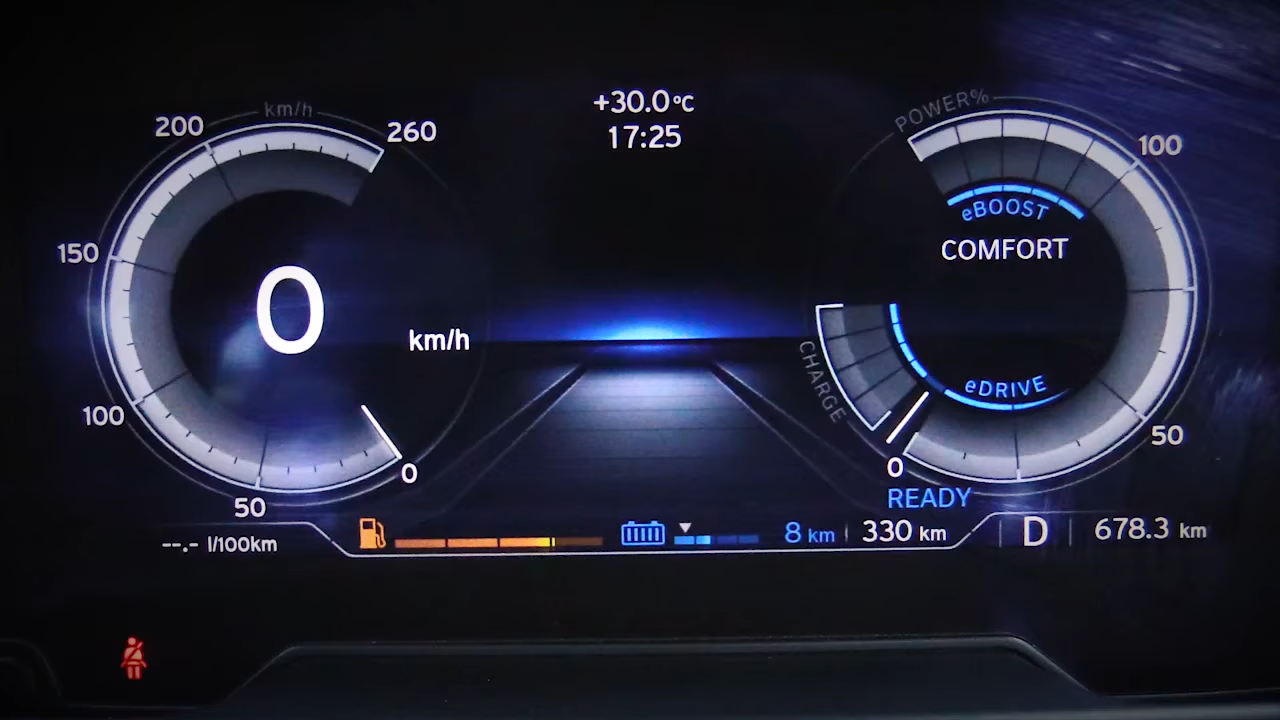 +30.0°C
17:25
km/h
200
260
150
100
50
0
0
km/h
POWER%
100
eBOOST
COMFORT
CHARGE
eDRIVE
50
0
READY
--.- l/100km
8 km
330 km
D
678.3 km